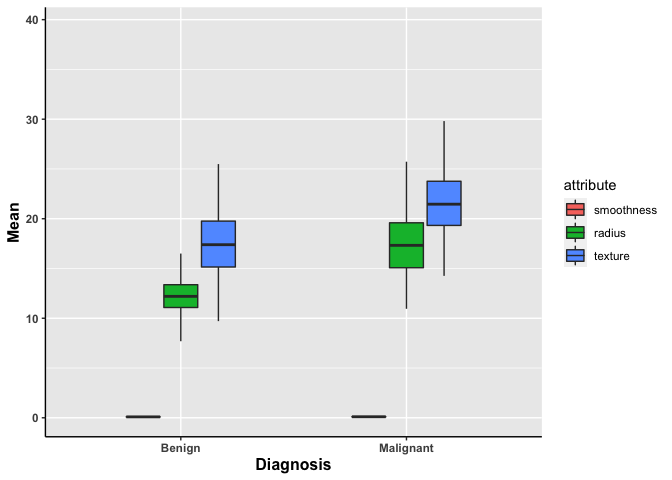 40
30
20
10
0
Mean
Benign
Malignant
Diagnosis
attribute
smoothness
radius
texture